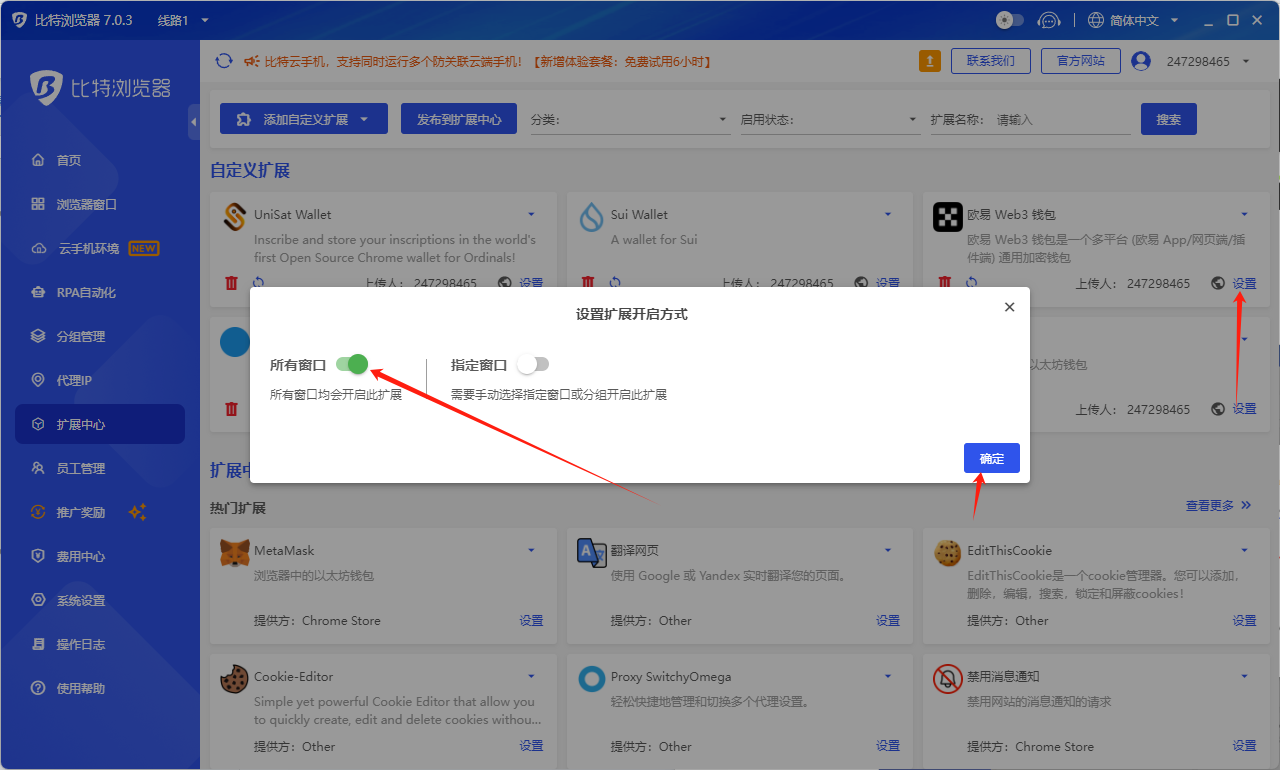 比特浏览器 7.0.3 线路1 简体中文
比特浏览器
比特云手机，支持同时运行多个防关联云端手机！【新增体验套餐：免费试用6小时】 联系我们 官方网站 247298465
添加自定义扩展 发布到扩展中心 分类： 启用状态： 扩展名称： 请输入 搜索
首页
浏览器窗口
云手机环境 NEW
RPA自动化
分组管理
代理IP
扩展中心
员工管理
推广奖励
费用中心
系统设置
操作日志
使用帮助
自定义扩展
UniSat Wallet
Inscribe and store your inscriptions in the world's
first Open Source Chrome wallet for Ordinals!
上传人： 247298465 设置
Sui Wallet
A wallet for Sui
上传人： 247298465 设置
欧易 Web3 钱包
欧易 Web3 钱包是一个多平台 (欧易 App/网页端/插
件端) 通用加密钱包
上传人： 247298465 设置
以太坊钱包
上传人： 247298465 设置
设置扩展开启方式
所有窗口
所有窗口均会开启此扩展
指定窗口
需要手动选择指定窗口或分组开启此扩展
确定
扩展中
热门扩展 查看更多
MetaMask
浏览器中的以太坊钱包
提供方：Chrome Store 设置
翻译网页
使用 Google 或 Yandex 实时翻译您的页面。
提供方：Other 设置
EditThisCookie
EditThisCookie是一个cookie管理器。您可以添加，
删除，编辑，搜索，锁定和屏蔽cookies！
提供方：Other 设置
Cookie-Editor
Simple yet powerful Cookie Editor that allow you
to quickly create, edit and delete cookies withou...
提供方：Other 设置
Proxy SwitchyOmega
轻松快捷地管理和切换多个代理设置。
提供方：Other 设置
禁用消息通知
禁用网站的消息通知的请求
提供方：Chrome Store 设置